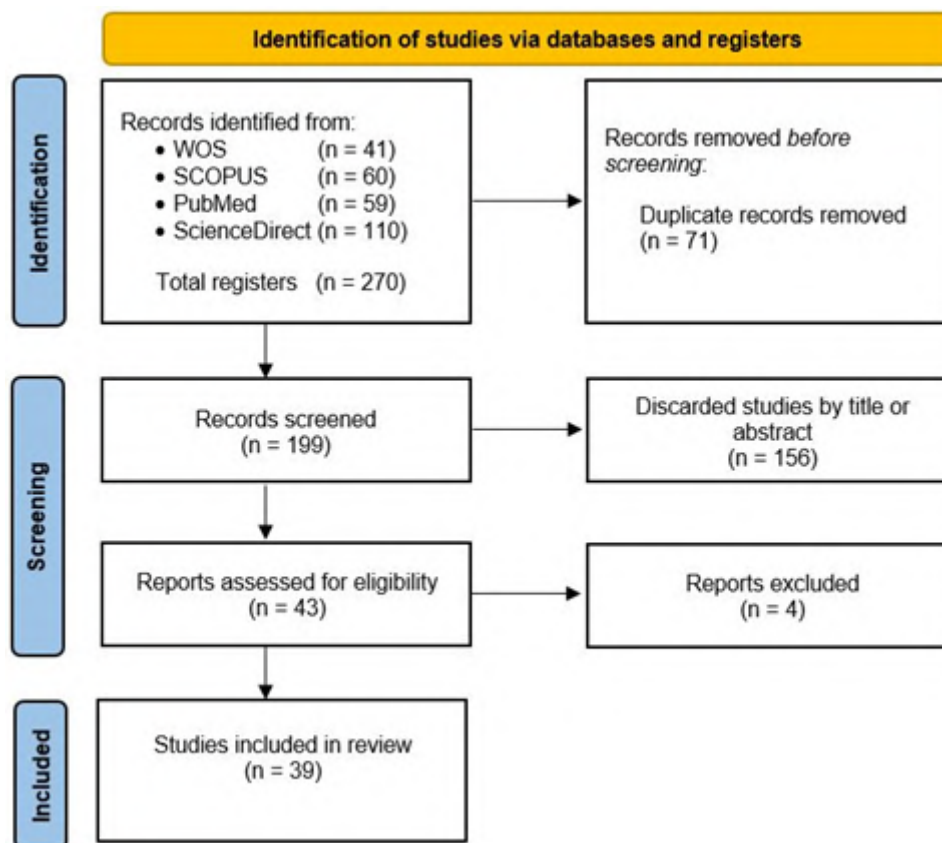 Identification of studies via databases and registers
Identification
Records identified from:
• WOS (n = 41)
• SCOPUS (n = 60)
• PubMed (n = 59)
• ScienceDirect (n = 110)
Total registers (n = 270)
Records removed before
screening:
Duplicate records removed
(n = 71)
Screening
Records screened
(n = 199)
Discarded studies by title or
abstract
(n = 156)
Reports assessed for eligibility
(n = 43)
Reports excluded
(n = 4)
Included
Studies included in review
(n = 39)